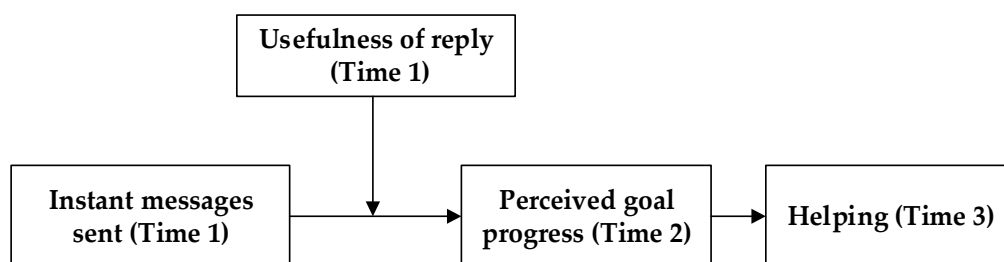 Usefulness of reply
(Time 1)
Instant messages
sent (Time 1)
Perceived goal
progress (Time 2)
Helping (Time 3)